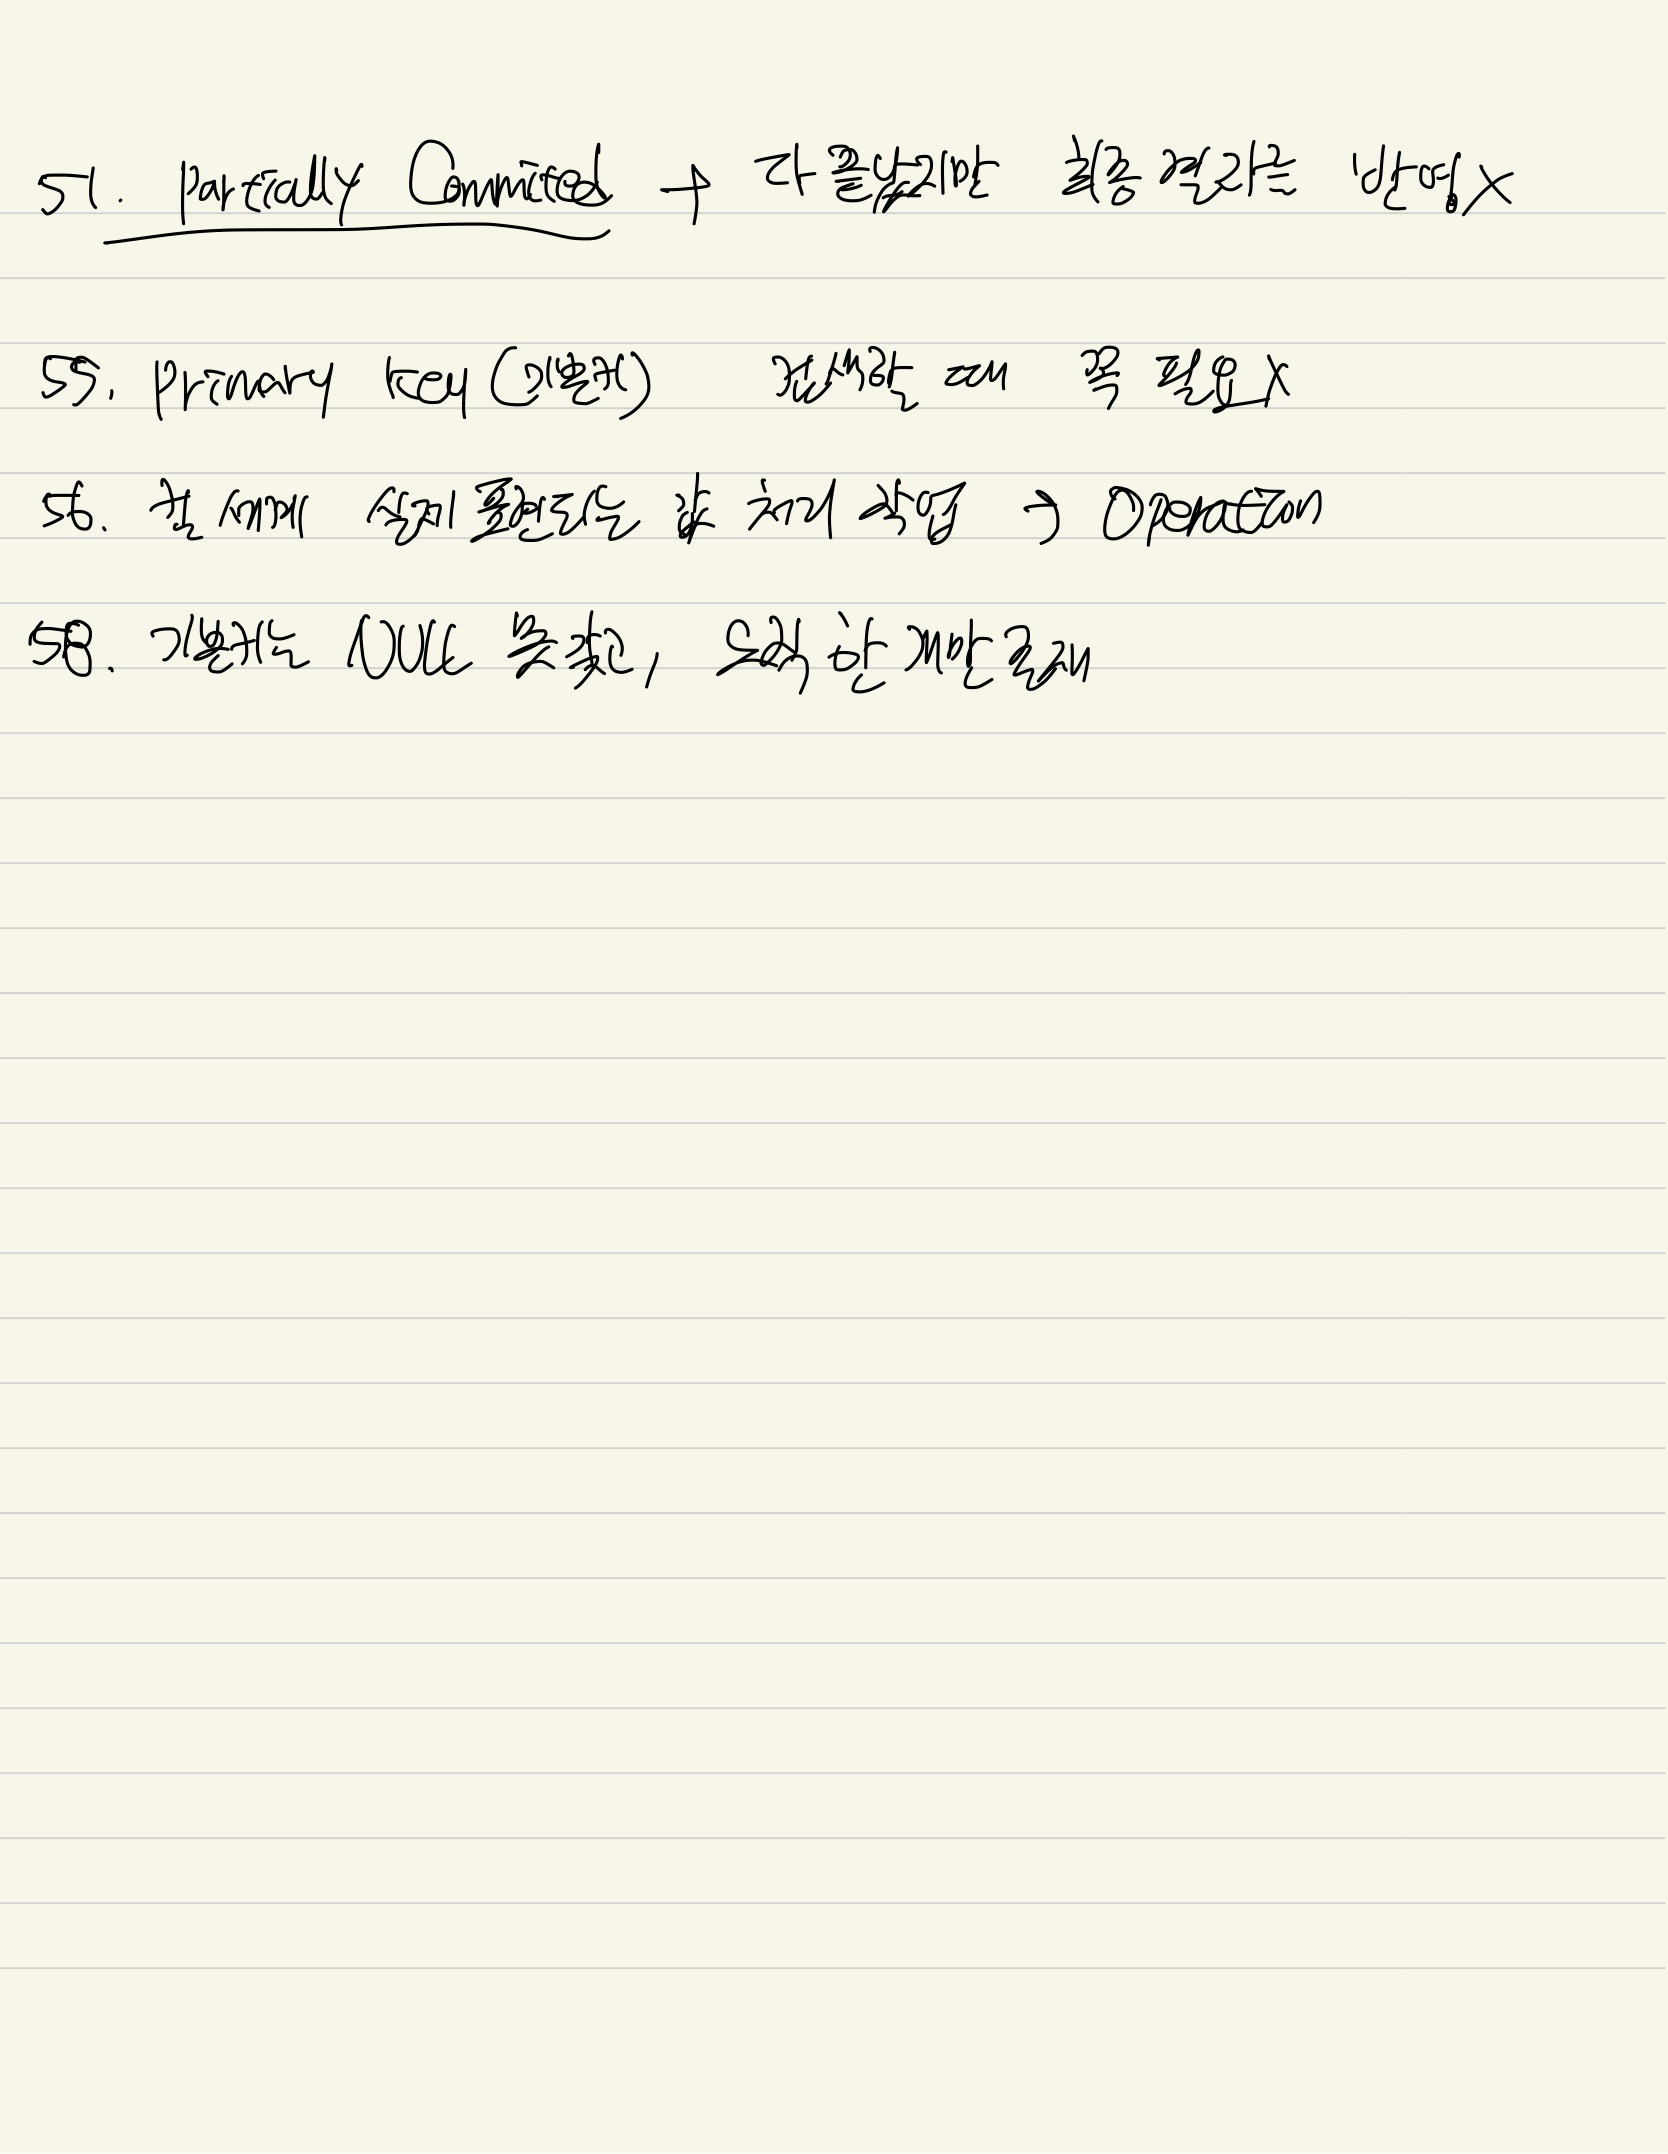 51. Partially Commited → 다 끝났지만 최종 결과는 반영X
55. Primary key(기본키) 검색할 때 꼭 필요X
56. 현 세계 실제 표현되는 값 처리 작업 → Operation
58. 기본키는 NULL 못 갖고, 오직 한 개만 존재